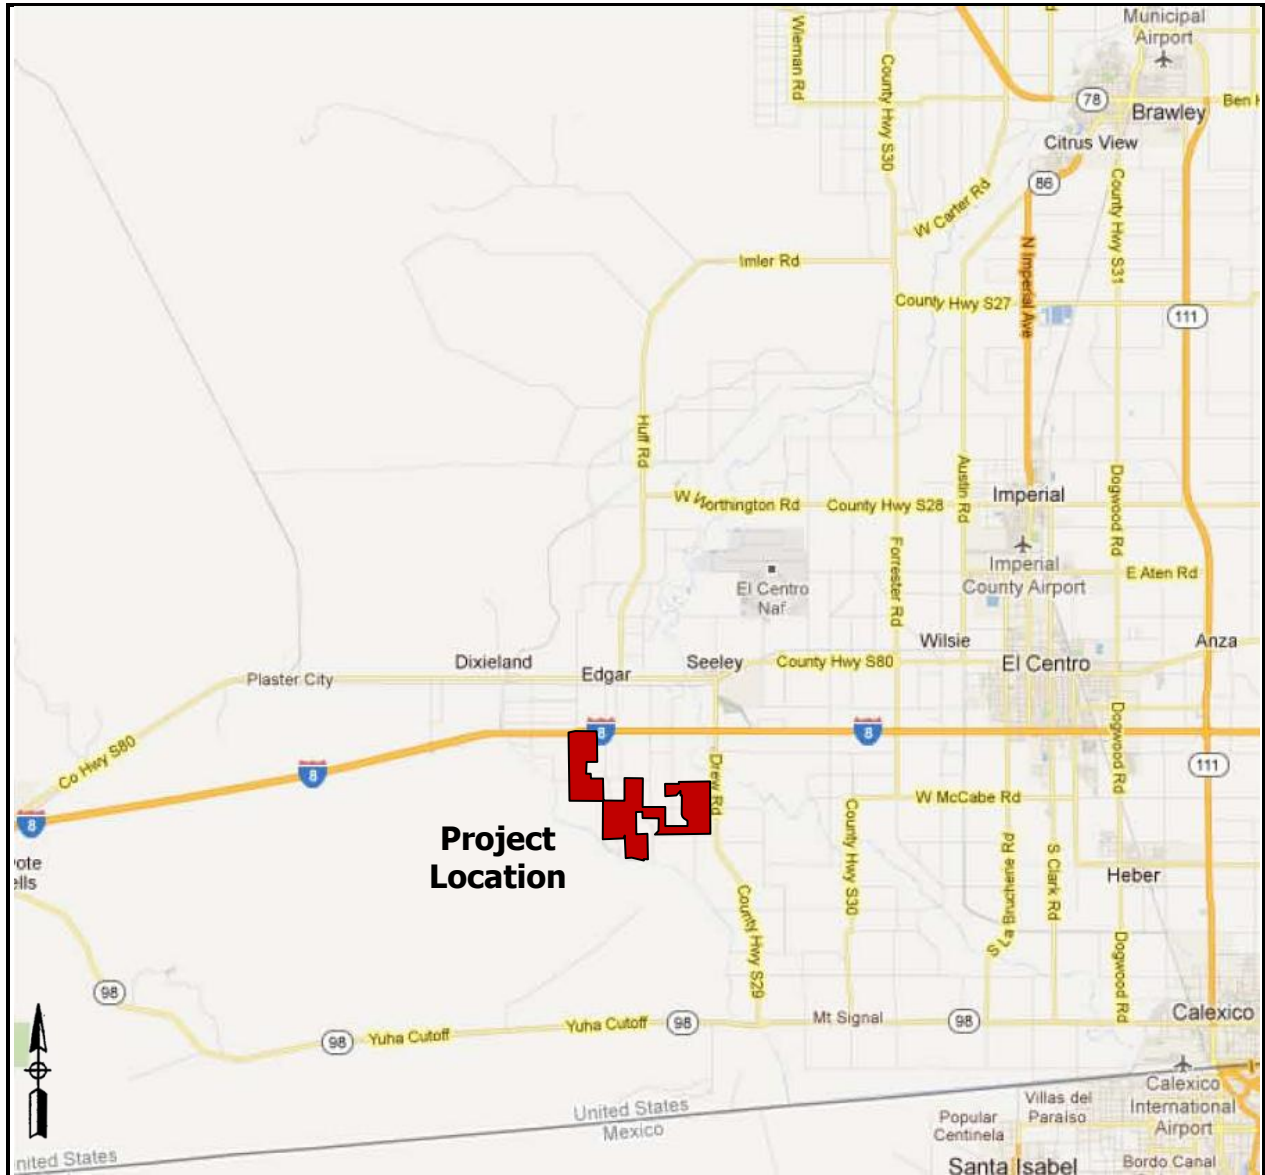 Municipal
Airport
Wieman Rd
County Hwy S30
78
Brawley
Ben H
Citrus View
86
County Hwy S31
W Carter Rd
N Imperial Ave
Imler Rd
County Hwy S27
111
Huff Rd
W Worthington Rd
County Hwy S28
Austin Rd
Imperial
Dogwood Rd
Forrester Rd
El Centro
Naf
Imperial
County Airport
E Aten Rd
Wilsie
Anza
Dixieland
Edgar
Seeley
County Hwy S80
El Centro
Plaster City
Co Hwy S80
8
8
8
8
Drew Rd
Dogwood Rd
111
W McCabe Rd
Project
Location
County Hwy S30
S La Bruchene Rd
S Clark Rd
Heber
ote
ells
County Hwy S29
Dogwood Rd
98
98
Yuha Cutoff
Yuha Cutoff
98
Mt Signal
98
Calexico
Calexico
International
Airport
United States
Mexico
Villas del
Paraiso
Popular
Centinela
nited States
Santa Isabel
Bordo Canal